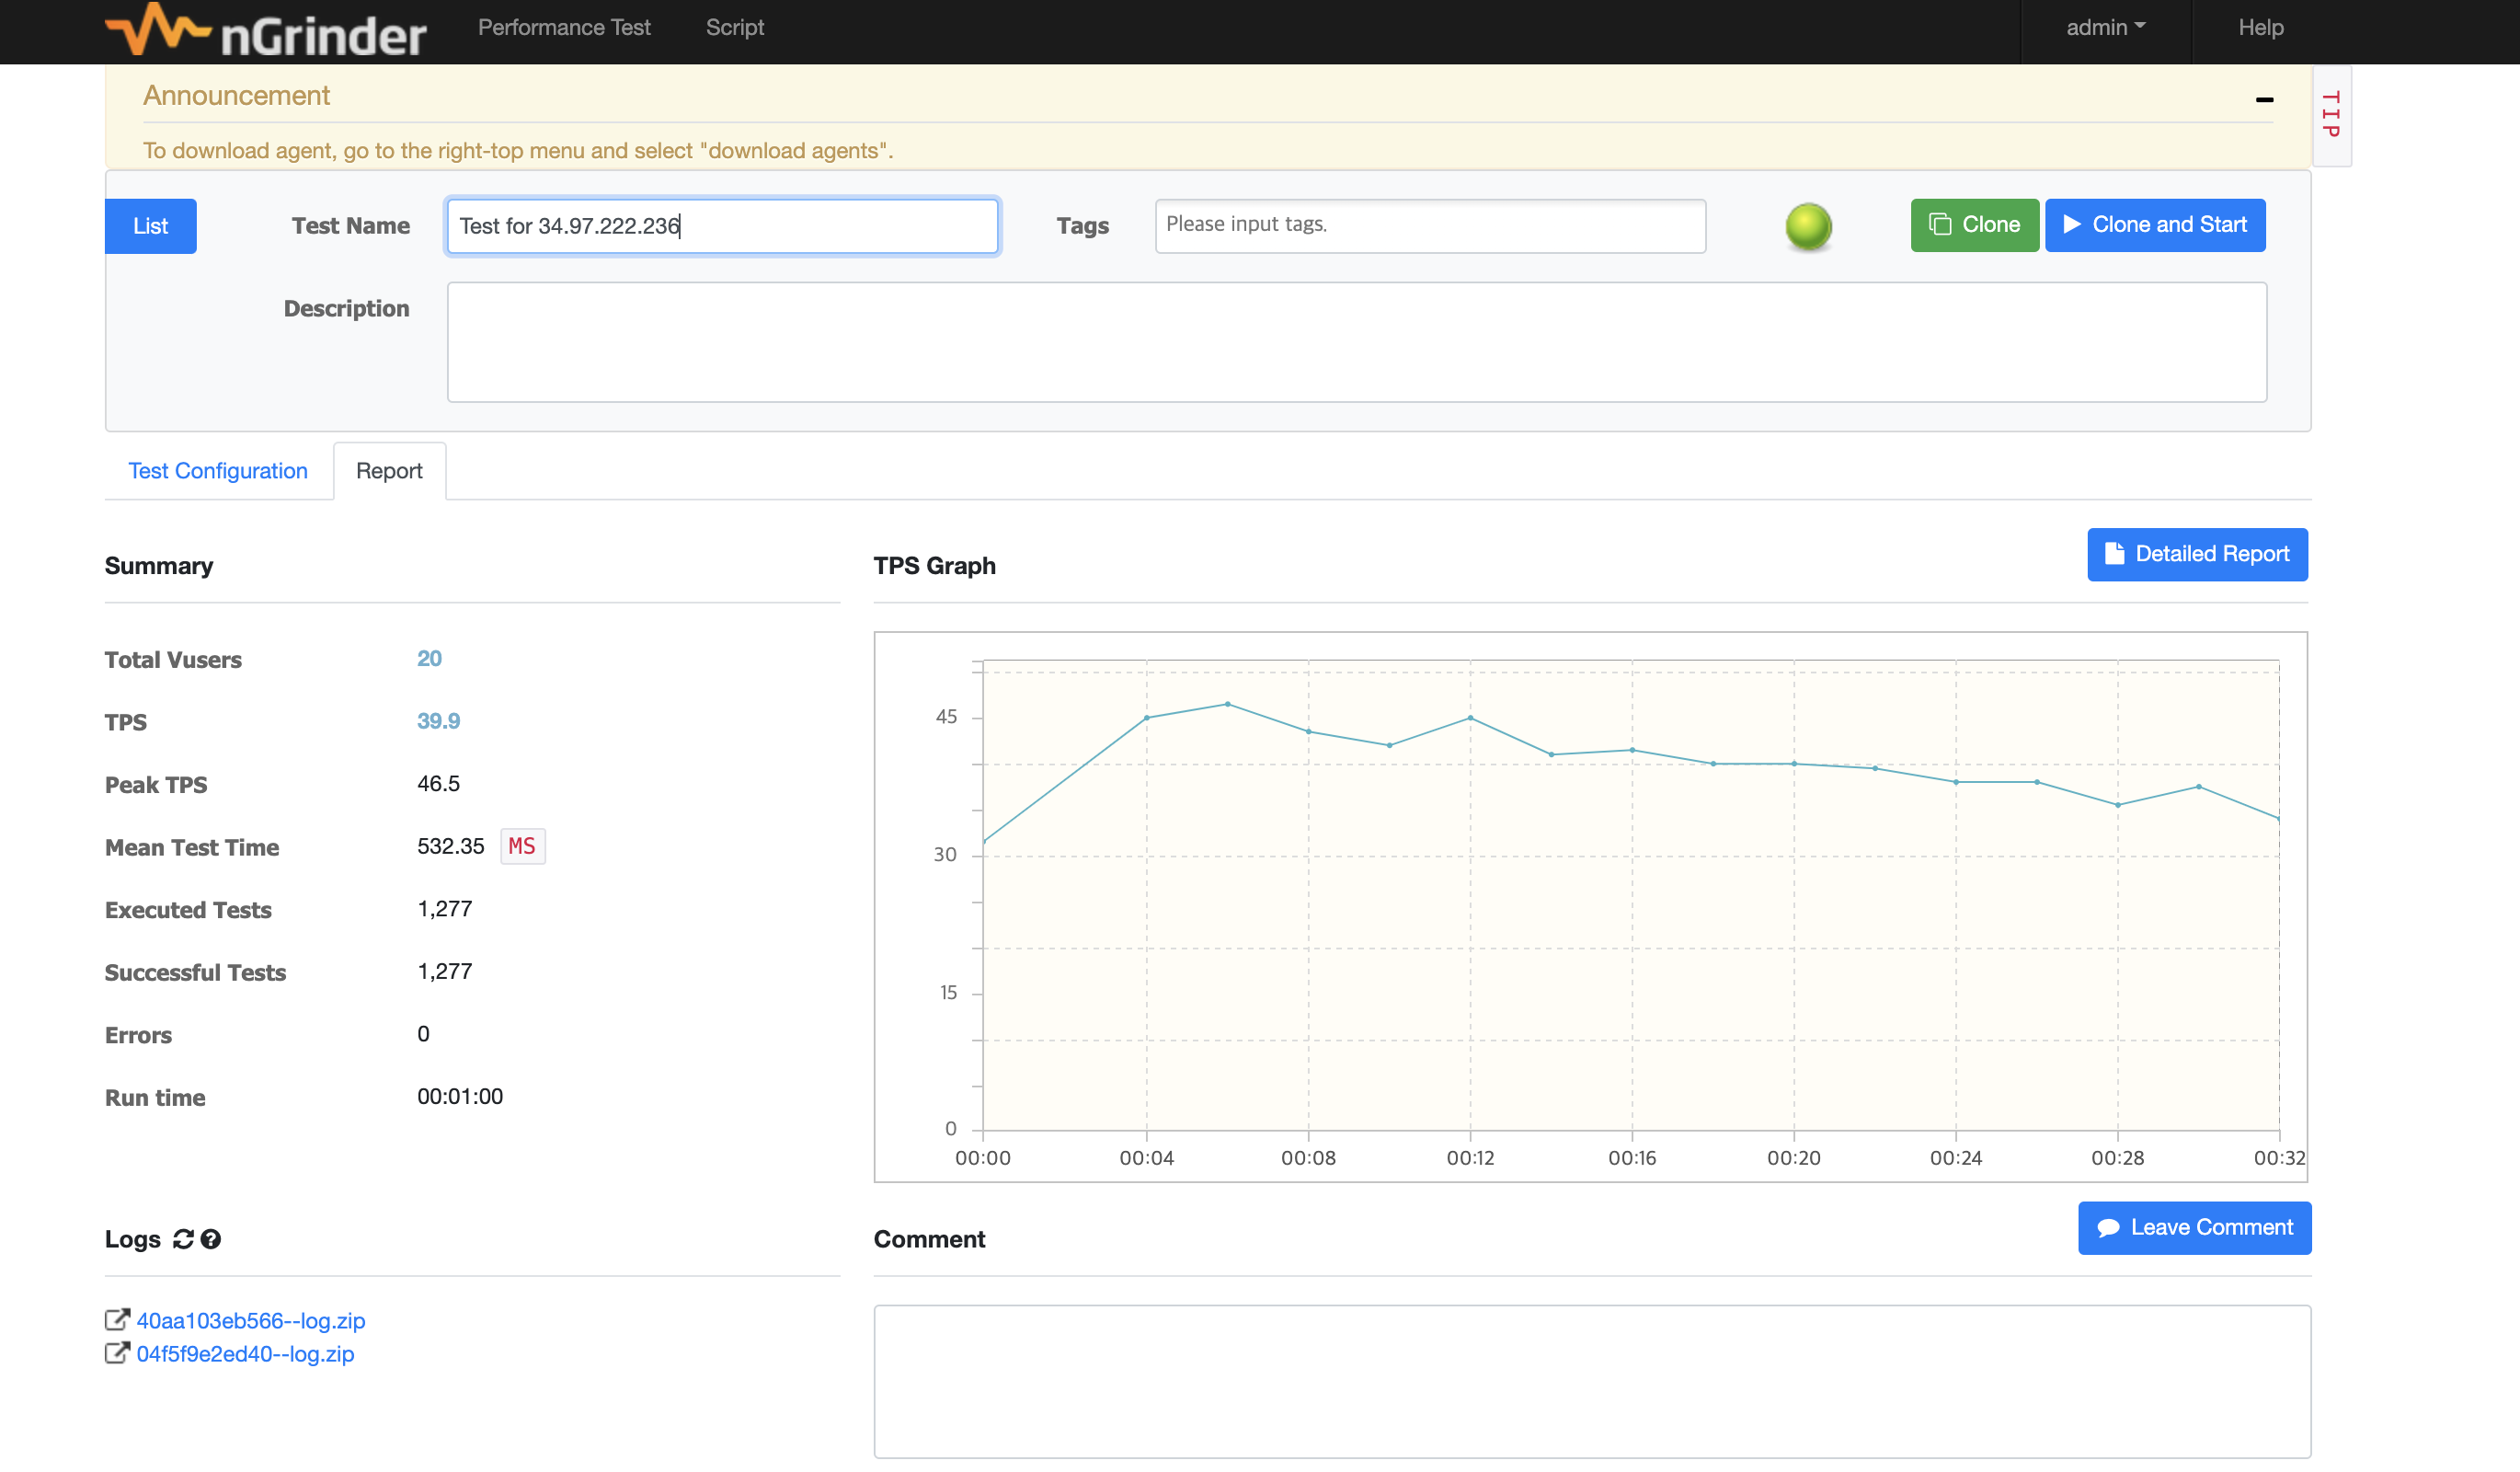 nGrinder Performance Test Script admin Help
Announcement
To download agent, go to the right-top menu and select "download agents".
TIP
List Test Name Test for 34.97.222.236 Tags Please input tags. Clone Clone and Start
Description
Test Configuration Report
Summary
Total Vusers 20
TPS 39.9
Peak TPS 46.5
Mean Test Time 532.35 MS
Executed Tests 1,277
Successful Tests 1,277
Errors 0
Run time 00:01:00
TPS Graph
Detailed Report
45
30
15
0
00:00 00:04 00:08 00:12 00:16 00:20 00:24 00:28 00:32
Logs
40aa103eb566--log.zip
04f5f9e2ed40--log.zip
Comment
Leave Comment